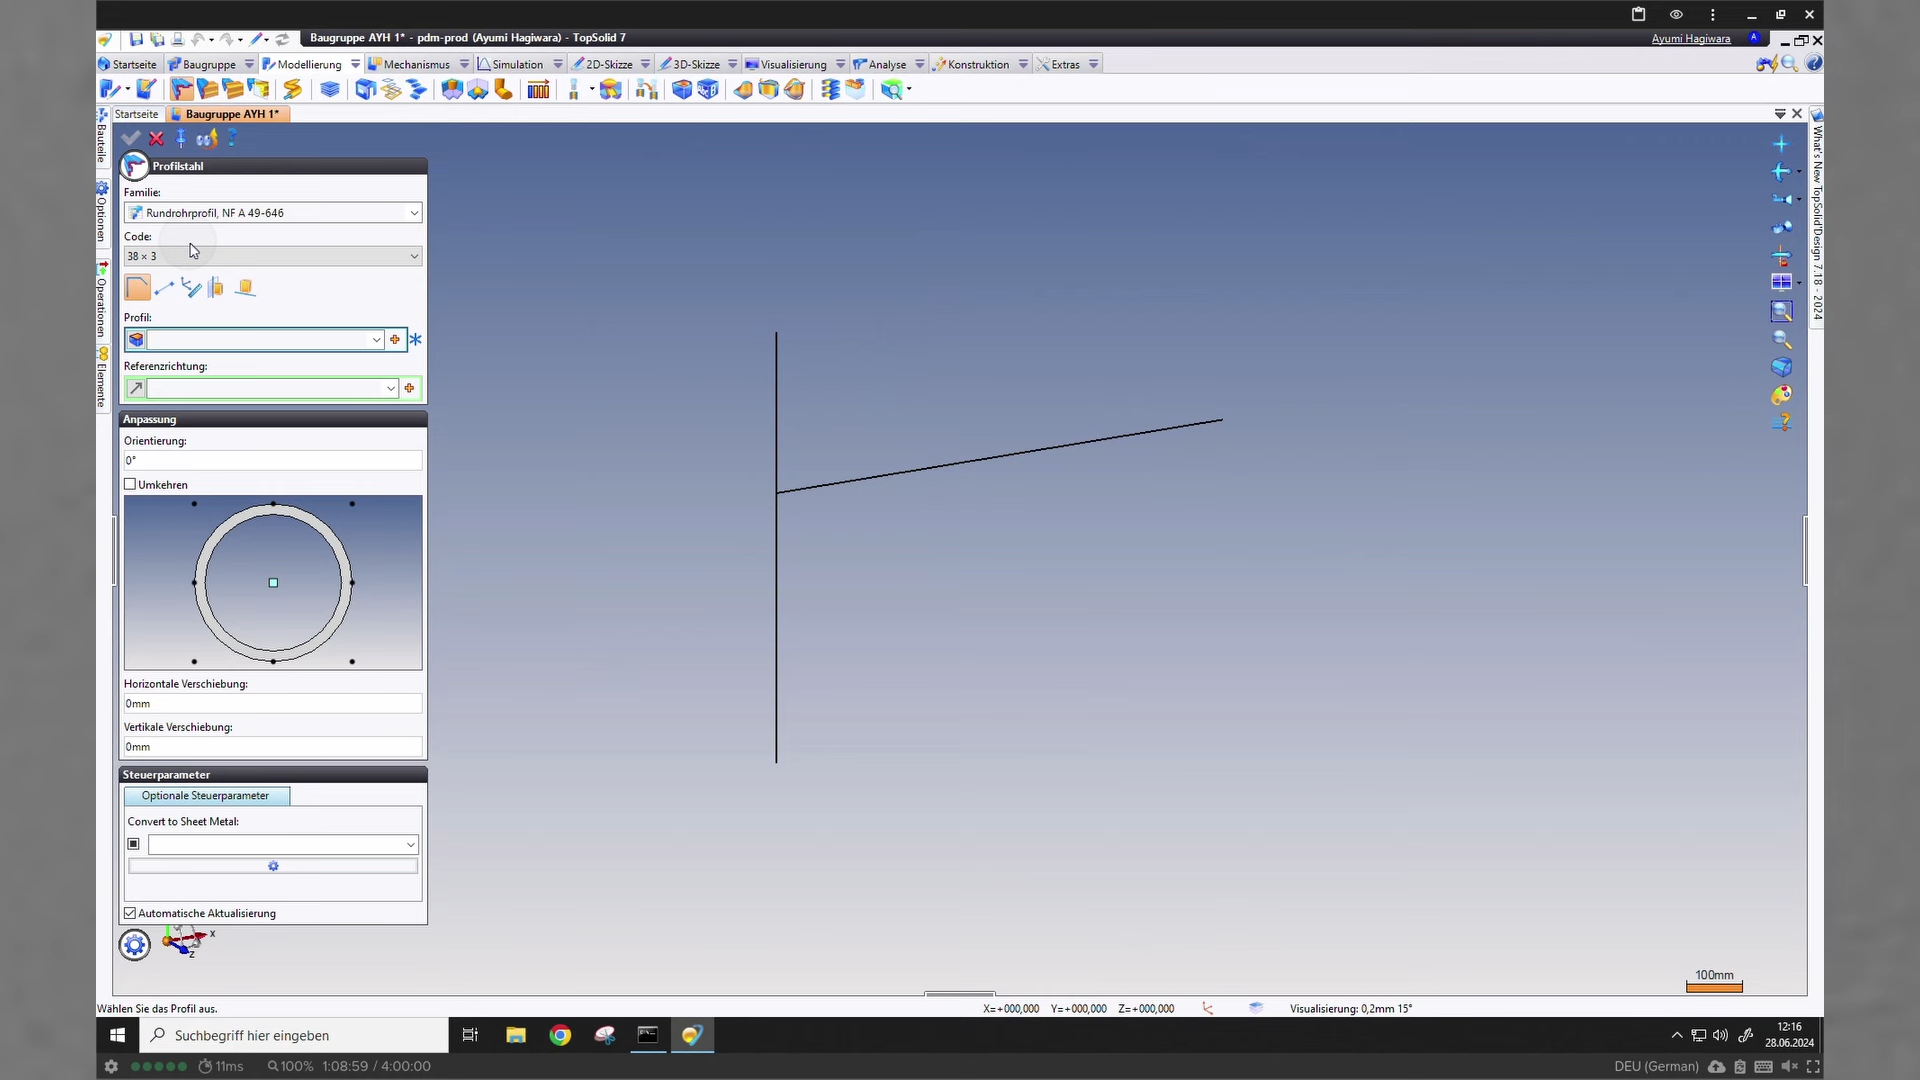 Baugruppe AYH 1* - pdm-prod (Ayumi Hagiwara) - TopSolid 7
Ayumi Hagiwara
A
Startseite
Baugruppe
Modellierung
Mechanismus
Simulation
2D-Skizze
3D-Skizze
Visualisierung
Analyse
Konstruktion
Extras
Startseite
Baugruppe AYH 1*
Bauteile
Optionen
Operationen
Elemente
What's New TopSolid'Design 7.18 - 2024
Profilstahl
Familie:
Rundrohrprofil, NF A 49-646
Code:
38 × 3
Profil:
Referenzrichtung:
Anpassung
Orientierung:
0°
Umkehren
Horizontale Verschiebung:
0mm
Vertikale Verschiebung:
0mm
Steuerparameter
Optionale Steuerparameter
Convert to Sheet Metal:
Automatische Aktualisierung
x
z
100mm
Wählen Sie das Profil aus.
X=+000,000 Y=+000,000 Z=+000,000
Visualisierung: 0,2mm 15°
Suchbegriff hier eingeben
12:16
28.06.2024
11ms
100%
1:08:59 / 4:00:00
DEU (German)